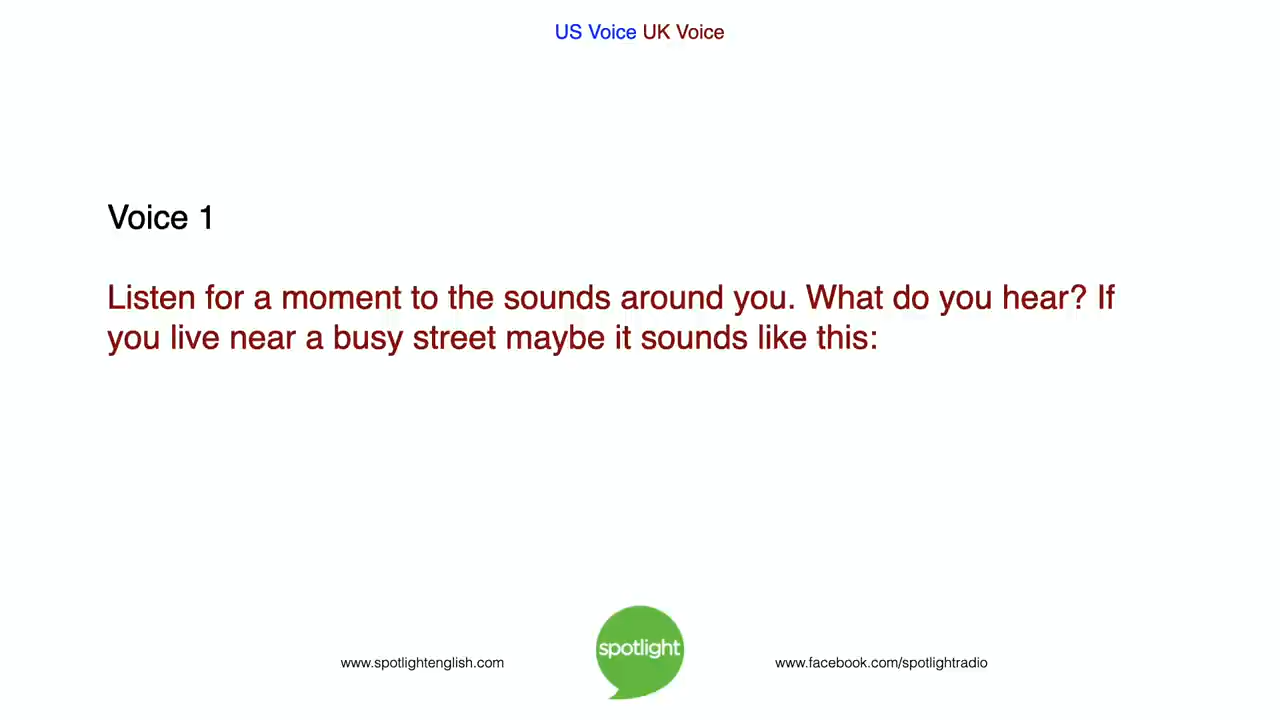 US Voice UK Voice
Voice 1
Listen for a moment to the sounds around you. What do you hear? If
you live near a busy street maybe it sounds like this:
www.spotlightenglish.com
spotlight
www.facebook.com/spotlightradio